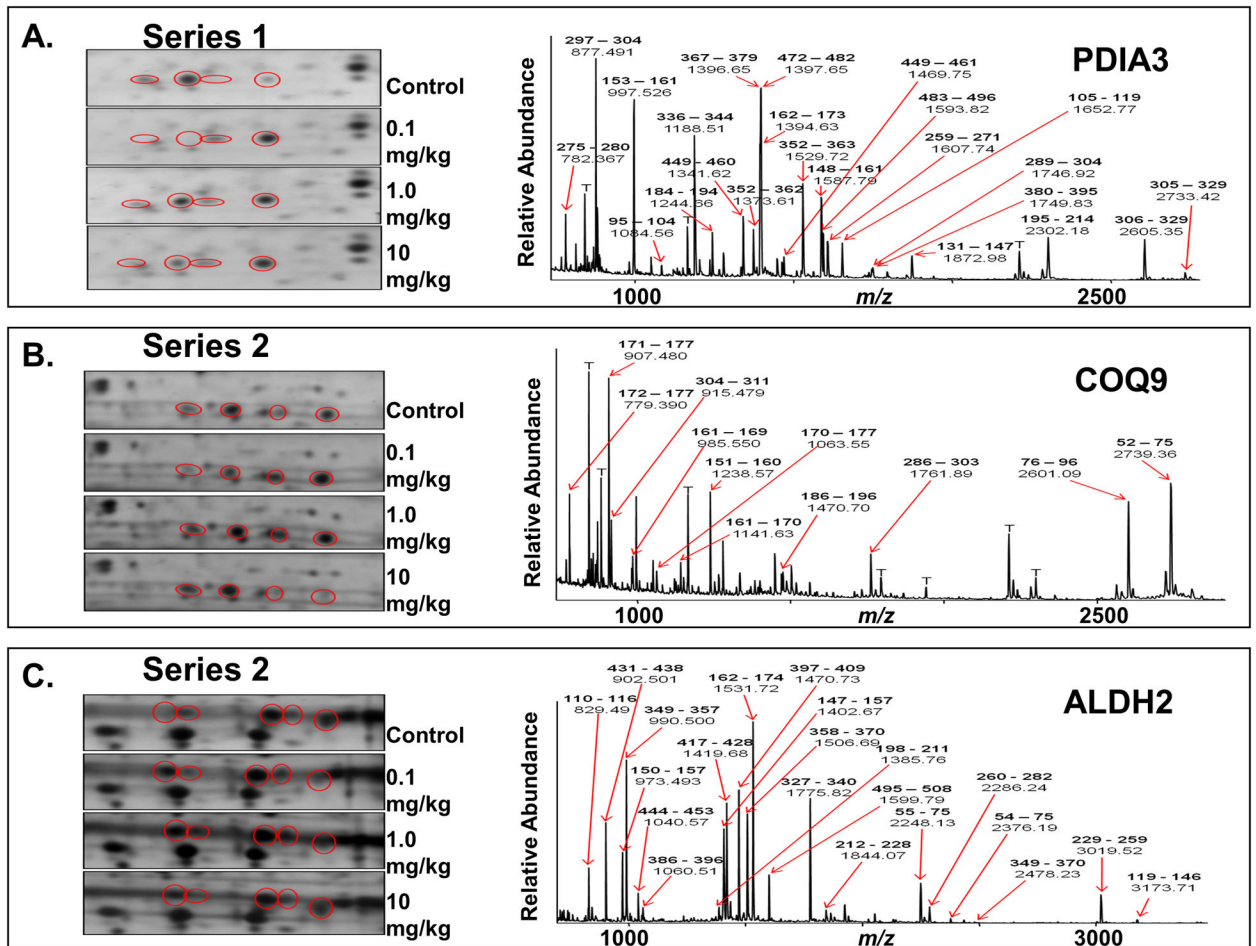 A.
Series 1
Control
0.1
mg/kg
1.0
mg/kg
10
mg/kg
Relative Abundance
PDIA3
297 – 304
877.491
367 – 379
1396.65
472 – 482
1397.65
449 – 461
1469.75
153 – 161
997.526
483 – 496
1593.82
105 - 119
1652.77
336 – 344
1188.51
162 – 173
1394.63
259 – 271
1607.74
275 – 280
782.367
352 – 363
1529.72
289 – 304
1746.92
449 – 460
1341.62
148 – 161
1587.79
380 - 395
1749.83
305 – 329
2733.42
184 - 194
1244.66
352 – 362
1373.61
195 - 214
2302.18
306 - 329
2605.35
95 – 104
1084.56
131 - 147
1872.98
T
T
T
1000
m/z
2500
B.
Series 2
Control
0.1
mg/kg
1.0
mg/kg
10
mg/kg
Relative Abundance
COQ9
171 – 177
907.480
172 – 177
779.390
304 – 311
915.479
161 – 169
985.550
170 – 177
1063.55
52 – 75
2739.36
151 – 160
1238.57
286 – 303
1761.89
76 – 96
2601.09
186 – 196
1470.70
161 – 170
1141.63
T
T
T
T
T
T
T
1000
m/z
2500
C.
Series 2
Control
0.1
mg/kg
1.0
mg/kg
10
mg/kg
Relative Abundance
ALDH2
431 - 438
902.501
162 - 174
1531.72
397 - 409
1470.73
110 - 116
829.49
349 - 357
990.500
147 - 157
1402.67
358 - 370
1506.69
417 - 428
1419.68
198 - 211
1385.76
150 - 157
973.493
327 - 340
1775.82
495 - 508
1599.79
260 - 282
2286.24
444 - 453
1040.57
55 - 75
2248.13
54 - 75
2376.19
229 – 259
3019.52
386 - 396
1060.51
212 – 228
1844.07
349 - 370
2478.23
119 - 146
3173.71
1000
m/z
3000